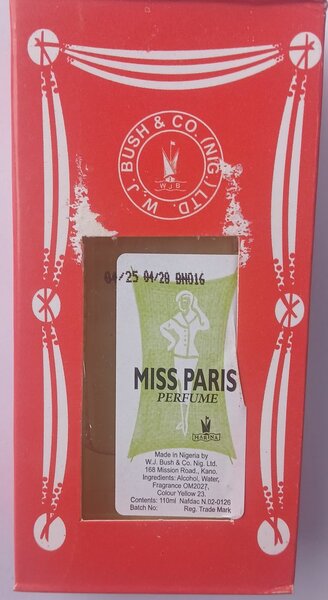 W. J. BUSH & CO. (NIG.) LTD.
W J B
04/25 04/28 BN016
MISS PARIS
PERFUME
MARINA
Made in Nigeria by
W.J. Bush & Co. Nig. Ltd.
168 Mission Road., Kano.
Ingredients: Alcohol, Water,
Fragrance OM2027,
Colour Yellow 23.
Contents: 110ml Nafdac N.02-0126
Batch No: Reg. Trade Mark